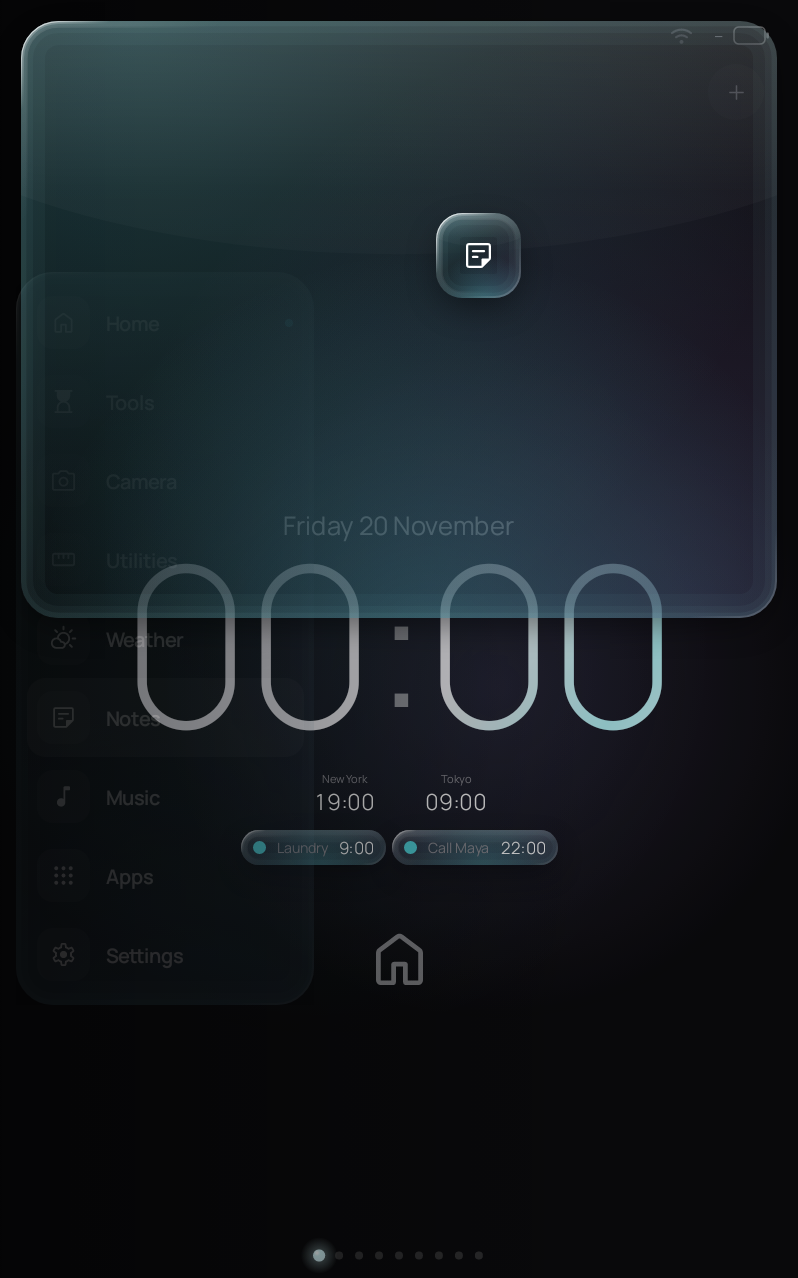 Home
Tools
Camera
Utilities
Weather
Notes
Music
Apps
Settings
Friday 20 November
00:00
New York
19:00
Tokyo
09:00
Laundry 9:00
Call Maya 22:00